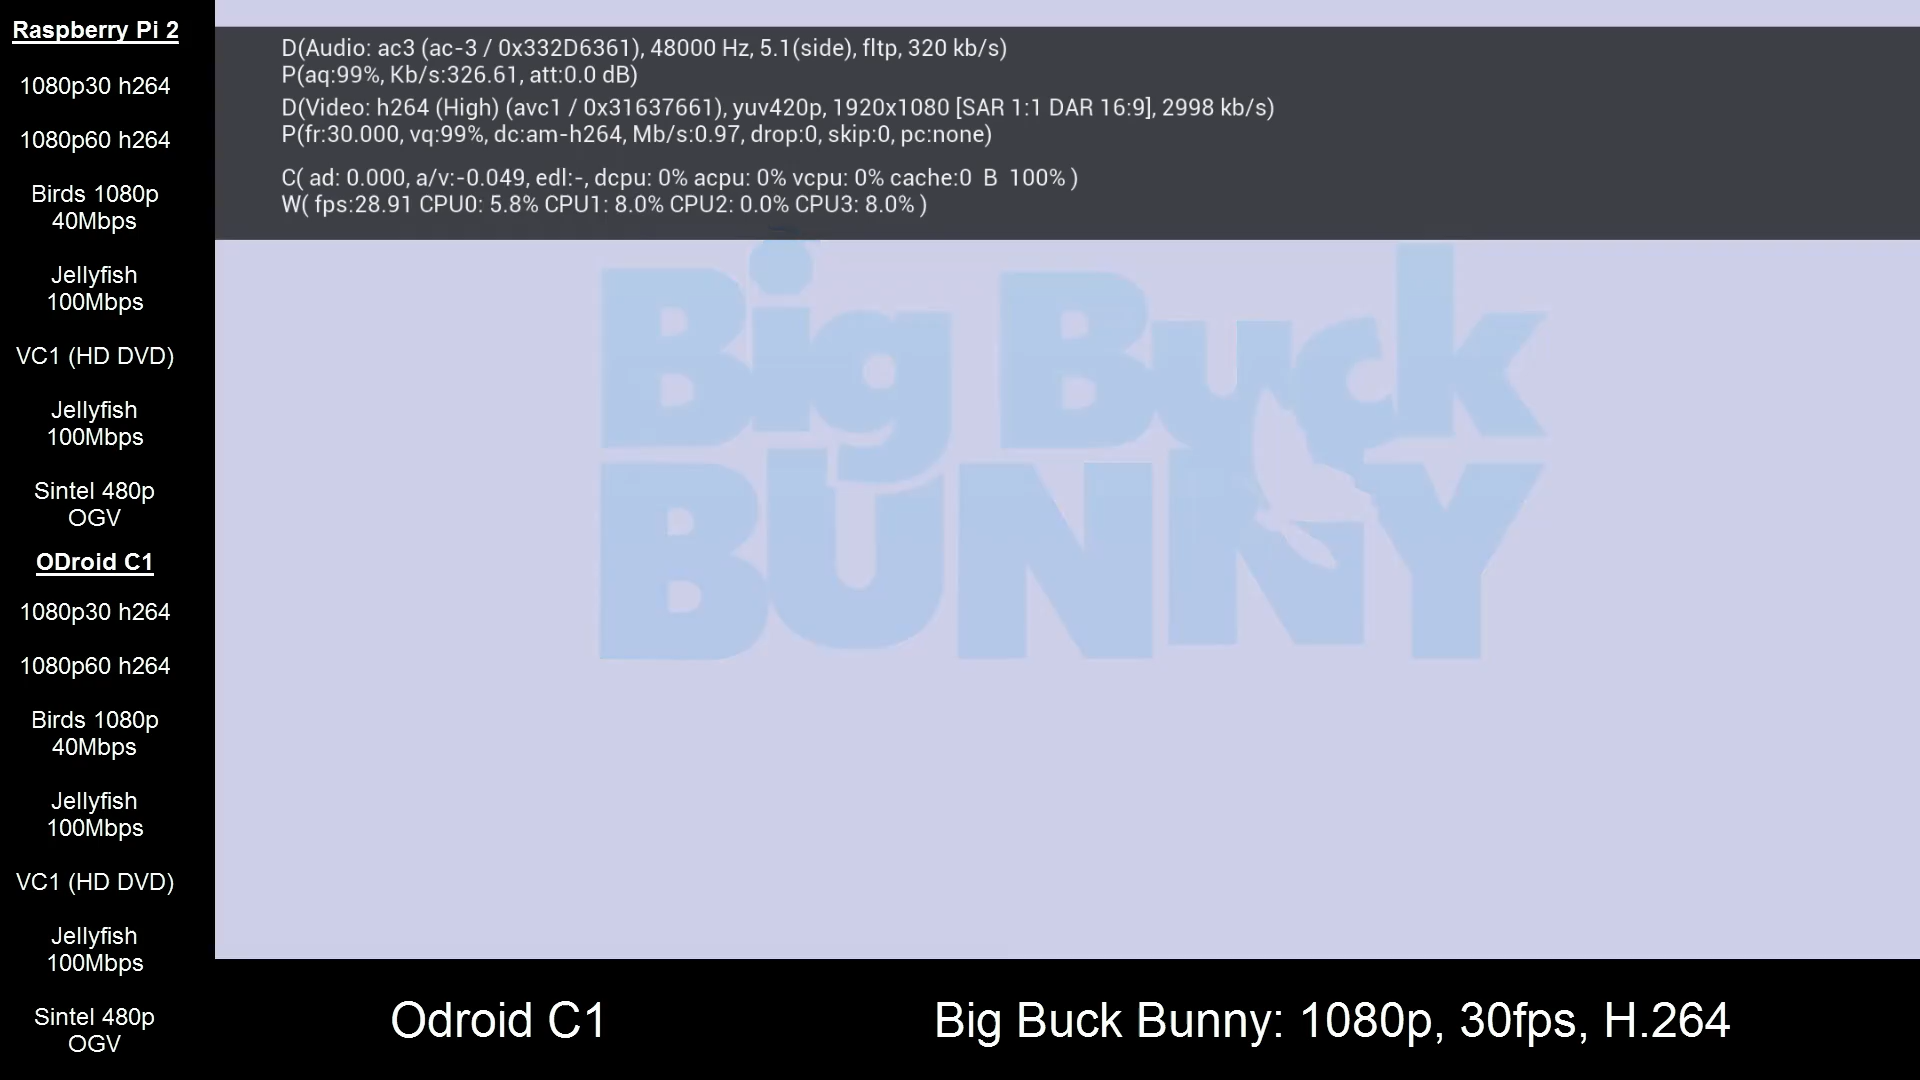 Raspberry Pi 2
1080p30 h264
1080p60 h264
Birds 1080p
40Mbps
Jellyfish
100Mbps
VC1 (HD DVD)
Jellyfish
100Mbps
Sintel 480p
OGV
ODroid C1
1080p30 h264
1080p60 h264
Birds 1080p
40Mbps
Jellyfish
100Mbps
VC1 (HD DVD)
Jellyfish
100Mbps
Sintel 480p
OGV
D(Audio: ac3 (ac-3 / 0x332D6361), 48000 Hz, 5.1(side), fltp, 320 kb/s)
P(aq:99%, Kb/s:326.61, att:0.0 dB)
D(Video: h264 (High) (avc1 / 0x31637661), yuv420p, 1920x1080 [SAR 1:1 DAR 16:9], 2998 kb/s)
P(fr:30.000, vq:99%, dc:am-h264, Mb/s:0.97, drop:0, skip:0, pc:none)
C( ad: 0.000, a/v:-0.049, edl:-, dcpu: 0% acpu: 0% vcpu: 0% cache:0 B 100% )
W( fps:28.91 CPU0: 5.8% CPU1: 8.0% CPU2: 0.0% CPU3: 8.0% )
Big Buck
BUNNY
Odroid C1
Big Buck Bunny: 1080p, 30fps, H.264